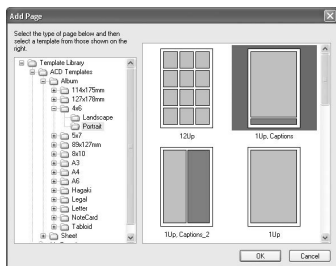 Add Page
Select the type of page below and then
select a template from those shown on the
right.
Template Library
ACD Templates
Album
114x175mm
127x178mm
4x6
Landscape
Portrait
5x7
89x127mm
8x10
A3
A4
A6
Hagaki
Legal
Letter
NoteCard
Tabloid
Sheet
12Up
1Up, Captions
1Up, Captions_2
1Up
OK
Cancel